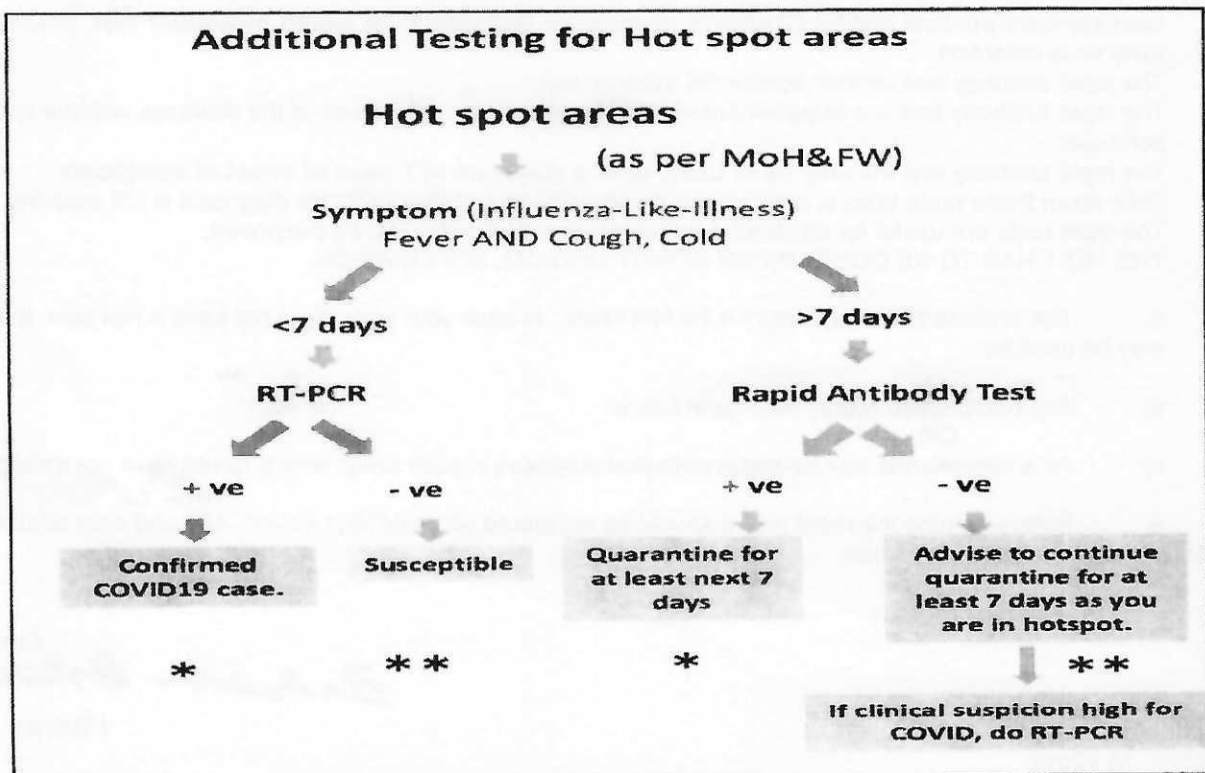 Additional Testing for Hot spot areas
Hot spot areas
(as per MoH&FW)
Symptom (Influenza-Like-Illness)
Fever AND Cough, Cold
<7 days
>7 days
RT-PCR
Rapid Antibody Test
+ ve
- ve
+ ve
- ve
Confirmed
COVID19 case.
Susceptible
Quarantine for
at least next 7
days
Advise to continue
quarantine for at
least 7 days as you
are in hotspot.
*
* *
*
* *
If clinical suspicion high for
COVID, do RT-PCR